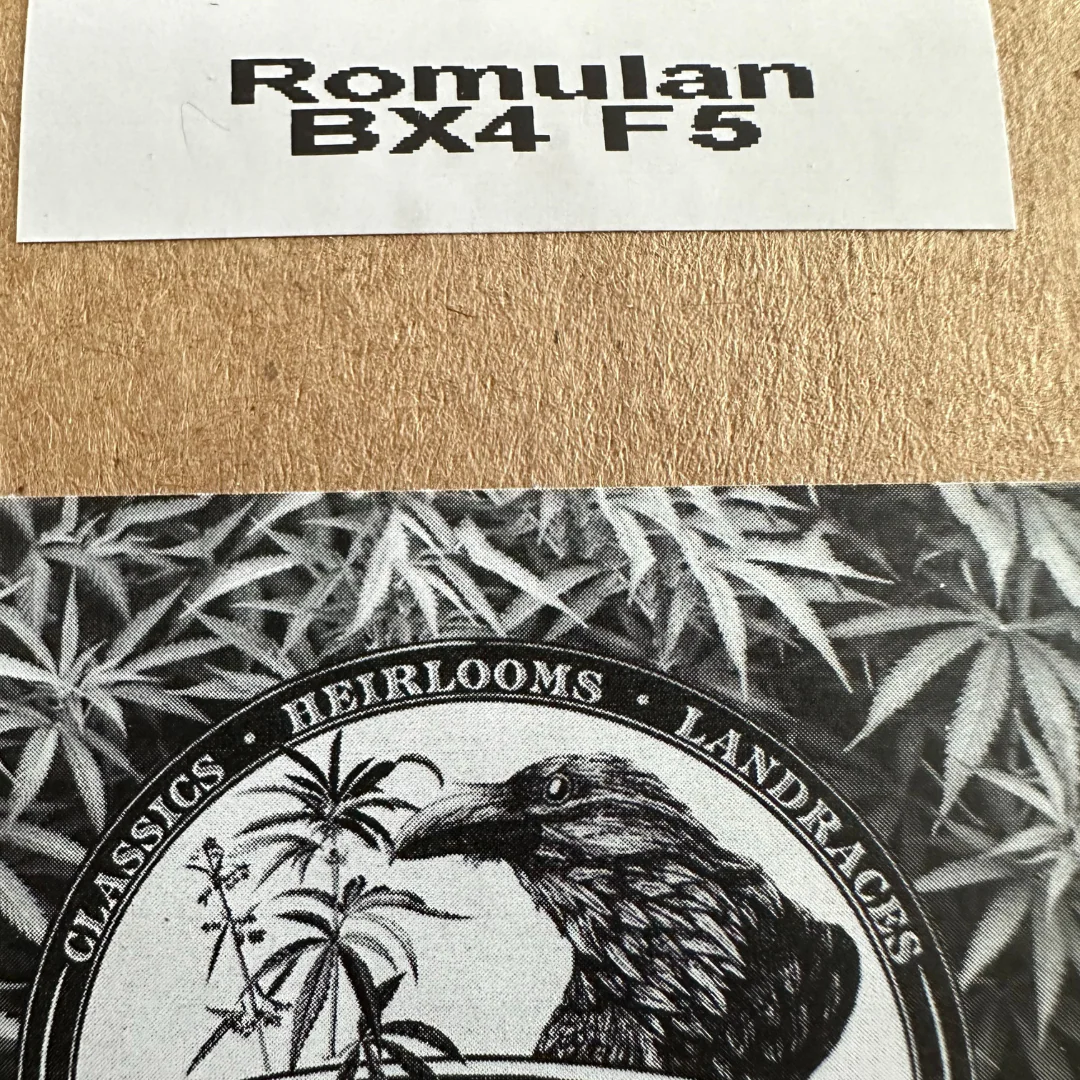 Romulan
BX4 F5
CLASSICS · HEIRLOOMS · LANDRACES